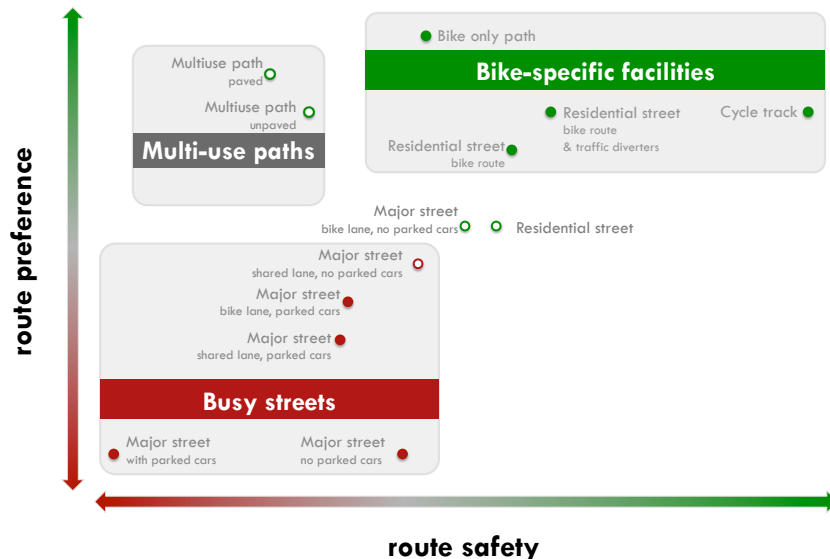 route preference
Bike only path
Multiuse path
paved
Multiuse path
unpaved
Multi-use paths
Bike-specific facilities
Residential street
bike route
& traffic diverters
Cycle track
Residential street
bike route
Major street
bike lane, no parked cars
Residential street
Major street
shared lane, no parked cars
Major street
bike lane, parked cars
Major street
shared lane, parked cars
Busy streets
Major street
with parked cars
Major street
no parked cars
route safety